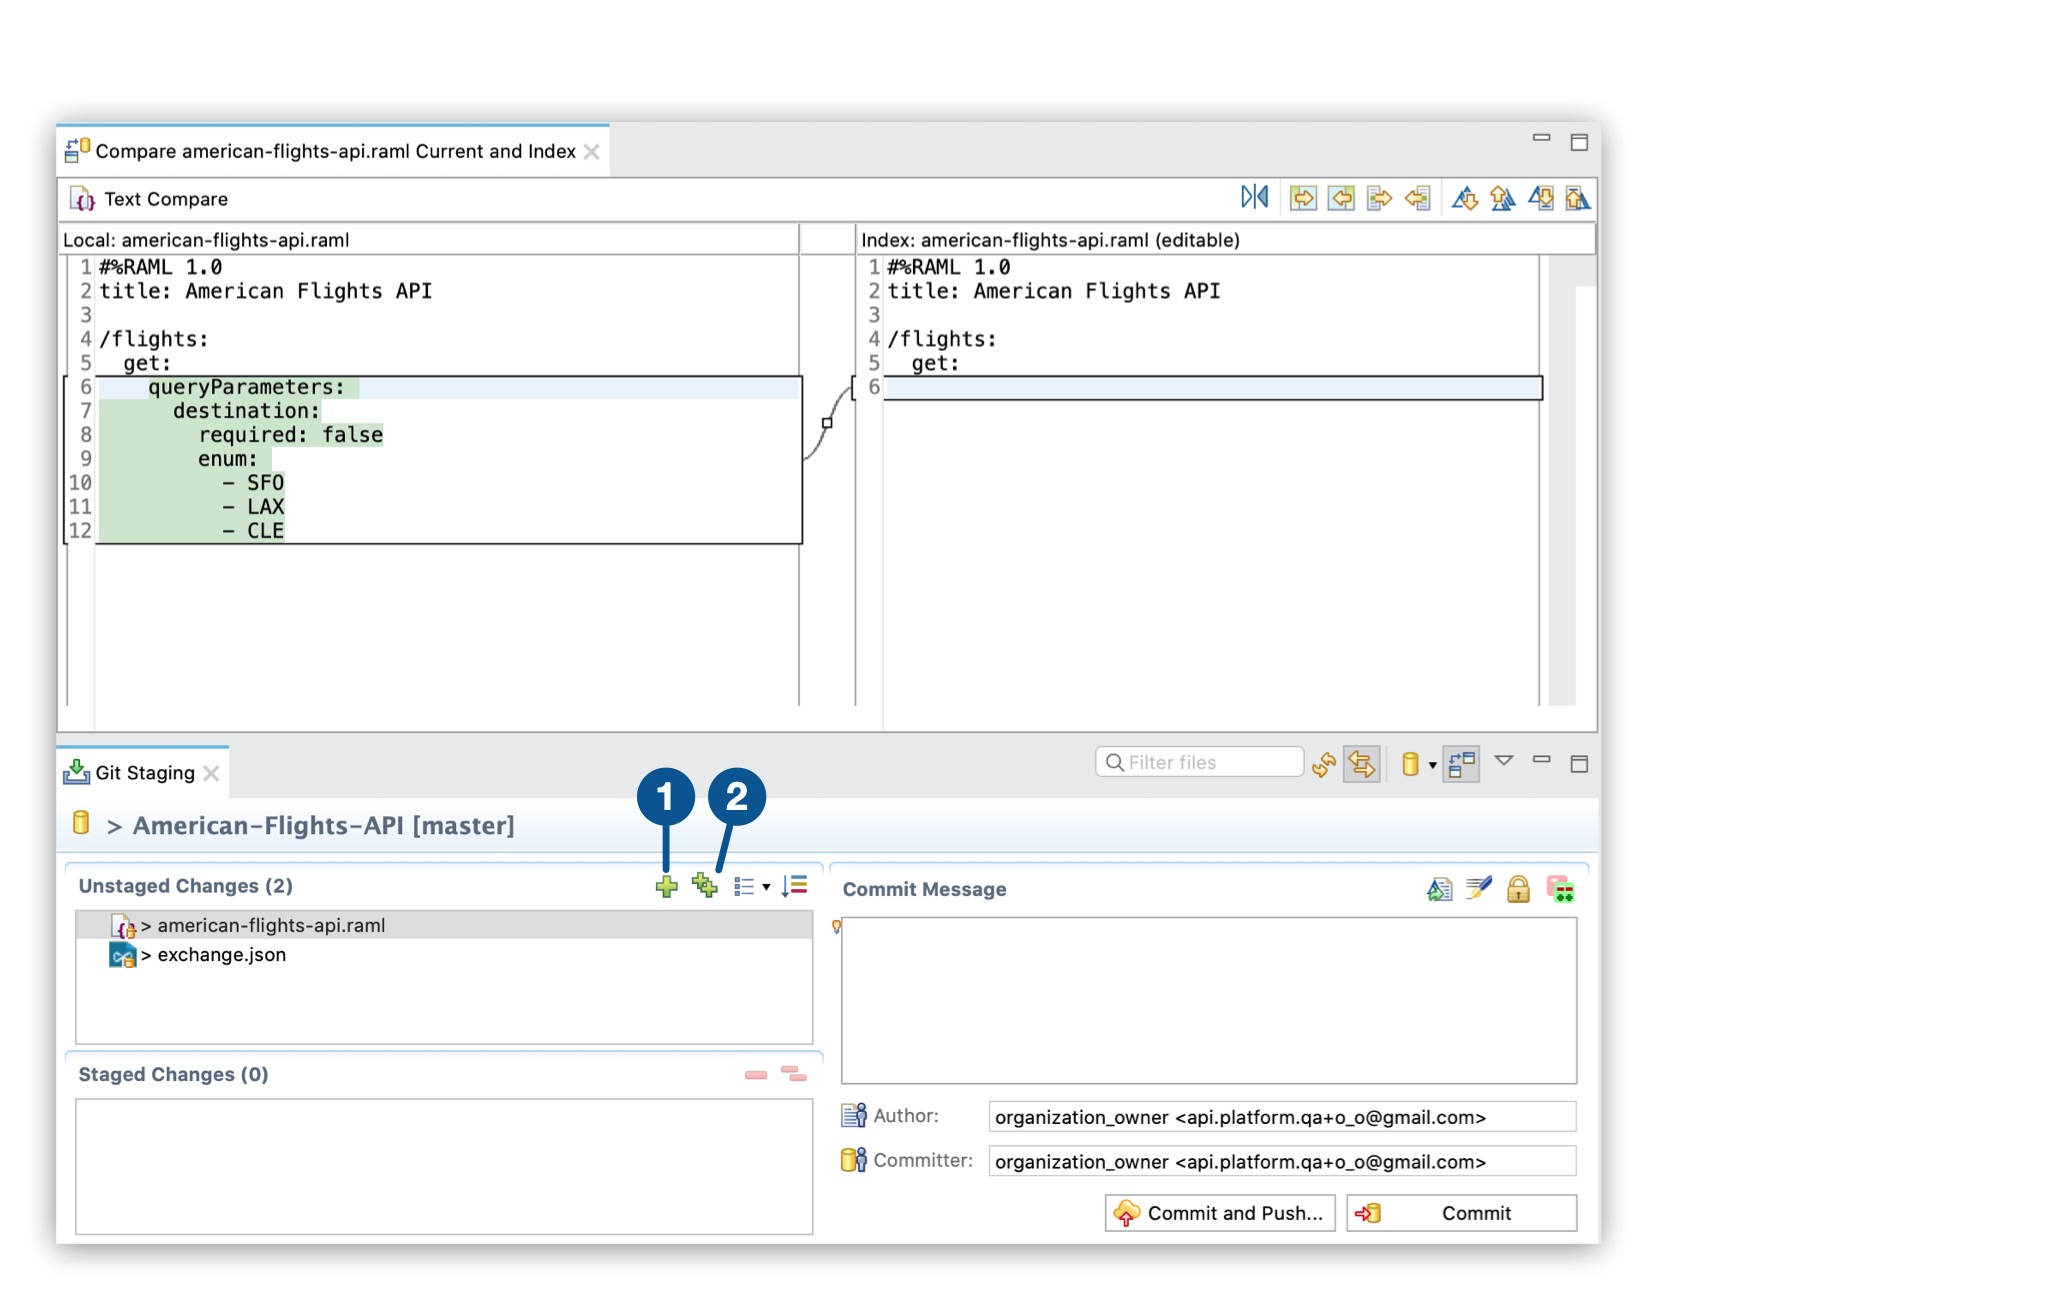 Compare american-flights-api.raml Current and Index
Text Compare
Local: american-flights-api.raml
1 #%RAML 1.0
2 title: American Flights API
3
4 /flights:
5   get:
6     queryParameters:
7       destination:
8         required: false
9         enum:
10           - SFO
11           - LAX
12           - CLE
Index: american-flights-api.raml (editable)
1 #%RAML 1.0
2 title: American Flights API
3
4 /flights:
5   get:
6
Git Staging
Filter files
1 2
> American-Flights-API [master]
Unstaged Changes (2)
> american-flights-api.raml
> exchange.json
Staged Changes (0)
Commit Message
Author: organization_owner <api.platform.qa+o_o@gmail.com>
Committer: organization_owner <api.platform.qa+o_o@gmail.com>
Commit and Push...
Commit